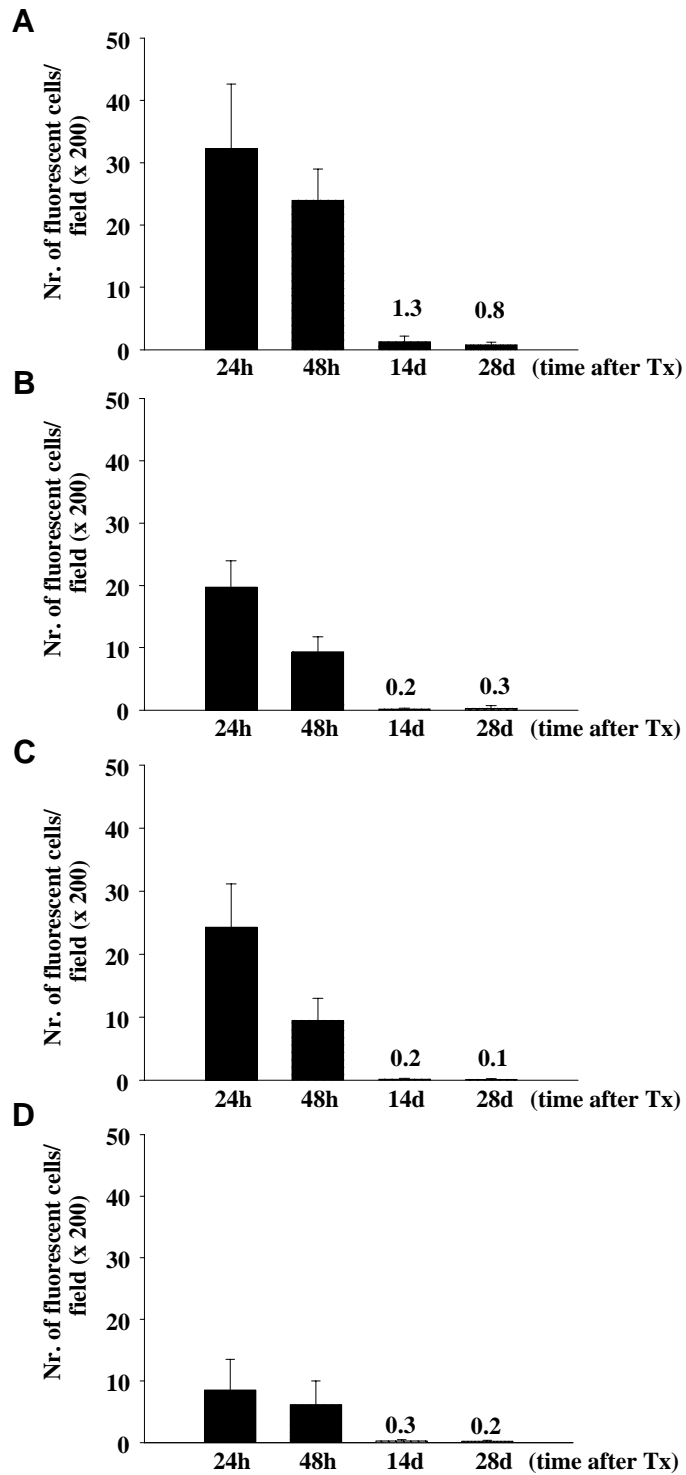 A
Nr. of fluorescent cells/
field (x 200)
50
40
30
20
10
0
1.3
0.8
24h 48h 14d 28d (time after Tx)
B
Nr. of fluorescent cells/
field (x 200)
50
40
30
20
10
0
0.2
0.3
24h 48h 14d 28d (time after Tx)
C
Nr. of fluorescent cells/
field (x 200)
50
40
30
20
10
0
0.2
0.1
24h 48h 14d 28d (time after Tx)
D
Nr. of fluorescent cells/
field (x 200)
50
40
30
20
10
0
0.3
0.2
24h 48h 14d 28d (time after Tx)